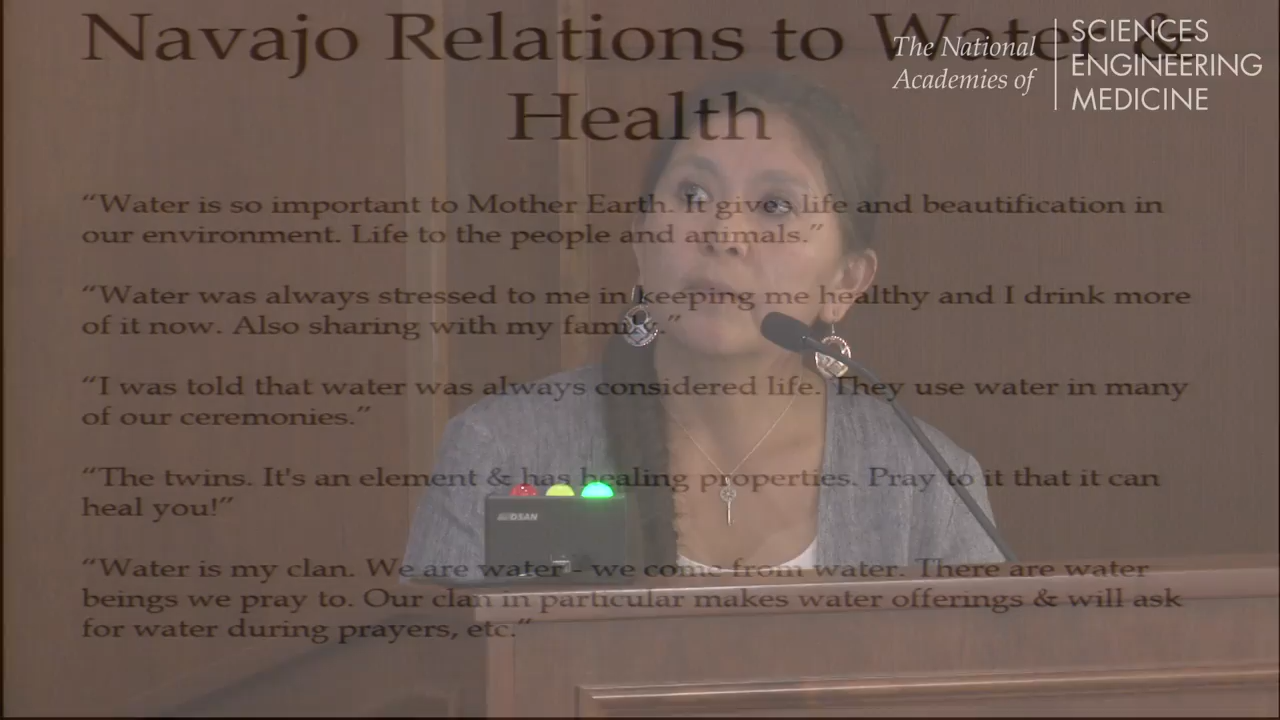 Navajo Relations to Water &
Health
The National
Academies of
SCIENCES
ENGINEERING
MEDICINE
“Water is so important to Mother Earth. It gives life and beautification in
our environment. Life to the people and animals.”
“Water was always stressed to me in keeping me healthy and I drink more
of it now. Also sharing with my family.”
“I was told that water was always considered life. They use water in many
of our ceremonies.”
“The twins. It's an element & has healing properties. Pray to it that it can
heal you!”
“Water is my clan. We are water - we come from water. There are water
beings we pray to. Our clan in particular makes water offerings & will ask
for water during prayers, etc.“
DSAN